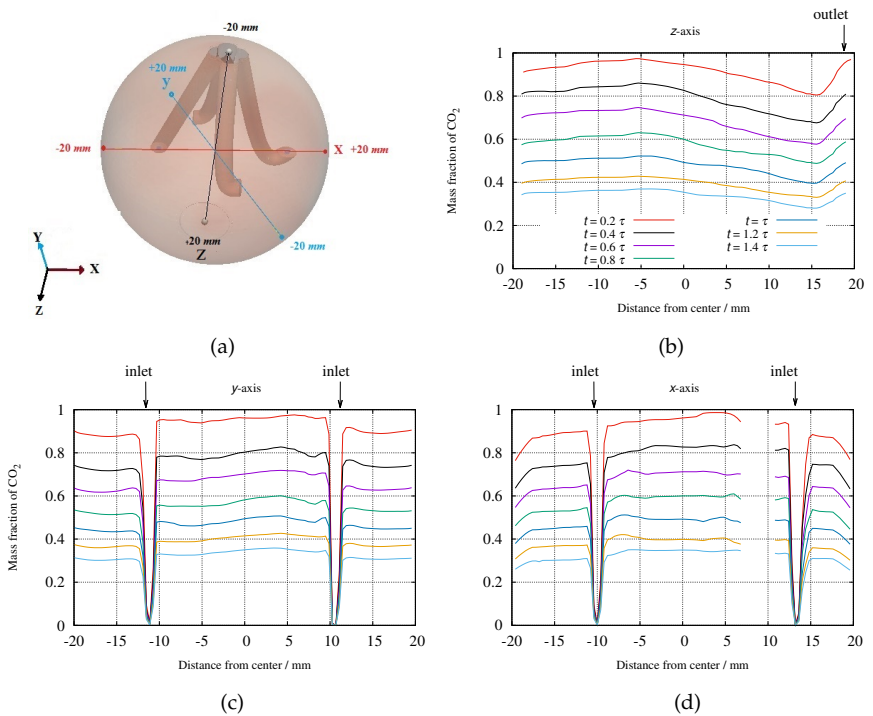 -20 mm
+20 mm
y
-20 mm
X +20 mm
+20 mm
Z
-20 mm
Y
X
Z
(a)
outlet
z-axis
Mass fraction of CO2
1
0.8
0.6
0.4
0.2
0
t = 0.2 τ
t = 0.4 τ
t = 0.6 τ
t = 0.8 τ
t = τ
t = 1.2 τ
t = 1.4 τ
-20 -15 -10 -5 0 5 10 15 20
Distance from center / mm
(b)
inlet
inlet
y-axis
Mass fraction of CO2
1
0.8
0.6
0.4
0.2
0
-20 -15 -10 -5 0 5 10 15 20
Distance from center / mm
(c)
inlet
inlet
x-axis
1
0.8
0.6
0.4
0.2
0
-20 -15 -10 -5 0 5 10 15 20
Distance from center / mm
(d)